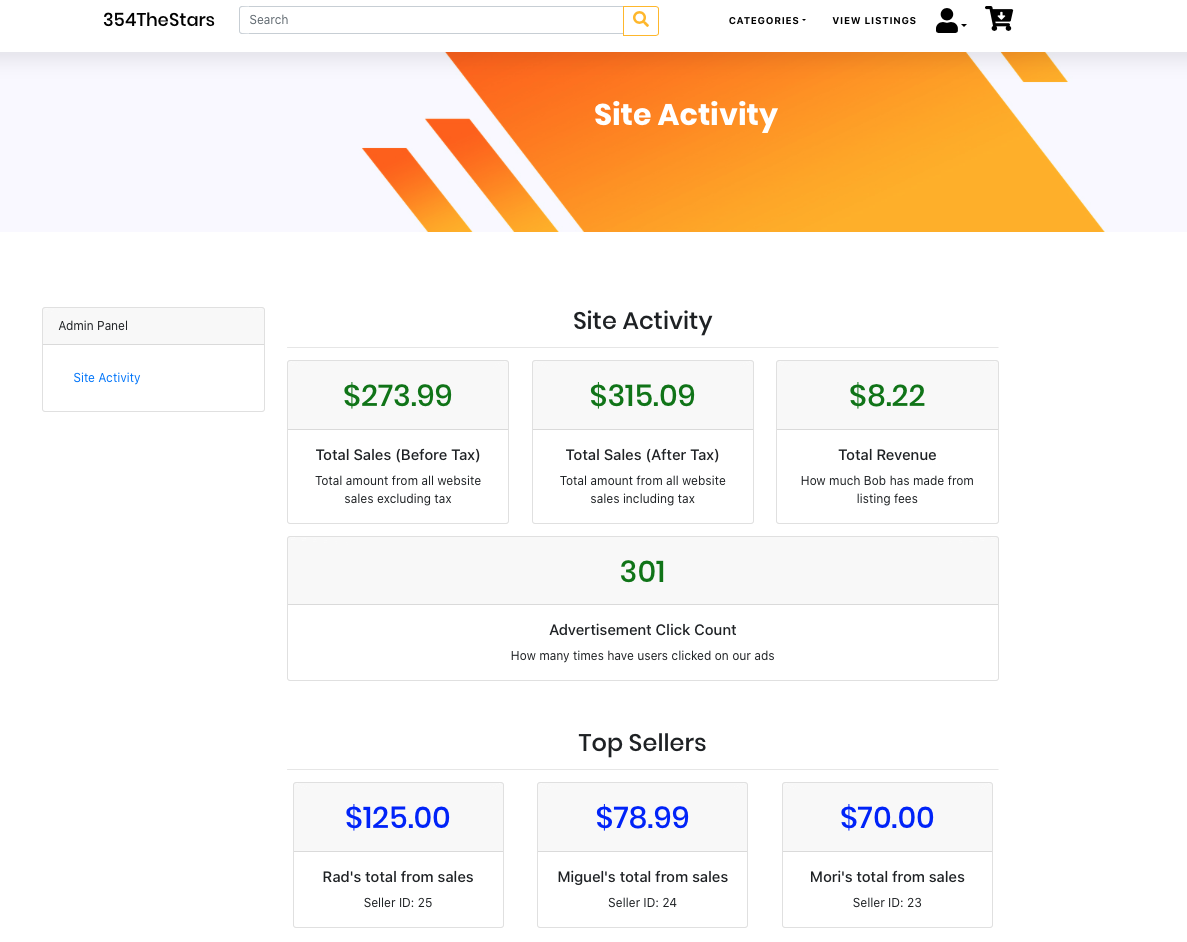 354TheStars
Search
CATEGORIES
VIEW LISTINGS
Site Activity
Admin Panel
Site Activity
Site Activity
$273.99
Total Sales (Before Tax)
Total amount from all website
sales excluding tax
$315.09
Total Sales (After Tax)
Total amount from all website
sales including tax
$8.22
Total Revenue
How much Bob has made from
listing fees
301
Advertisement Click Count
How many times have users clicked on our ads
Top Sellers
$125.00
Rad's total from sales
Seller ID: 25
$78.99
Miguel's total from sales
Seller ID: 24
$70.00
Mori's total from sales
Seller ID: 23